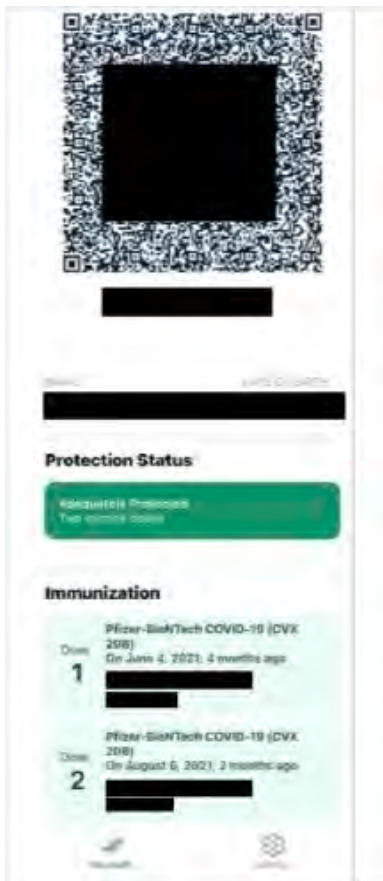 Protection Status
Adequately Protected
Two vaccine doses
Immunization
Pfizer-BioNTech COVID-19 (CVX
208)
Dose
On June 4, 2021, 4 months ago
1
Pfizer-BioNTech COVID-19 (CVX
208)
Dose
On August 6, 2021, 2 months ago
2